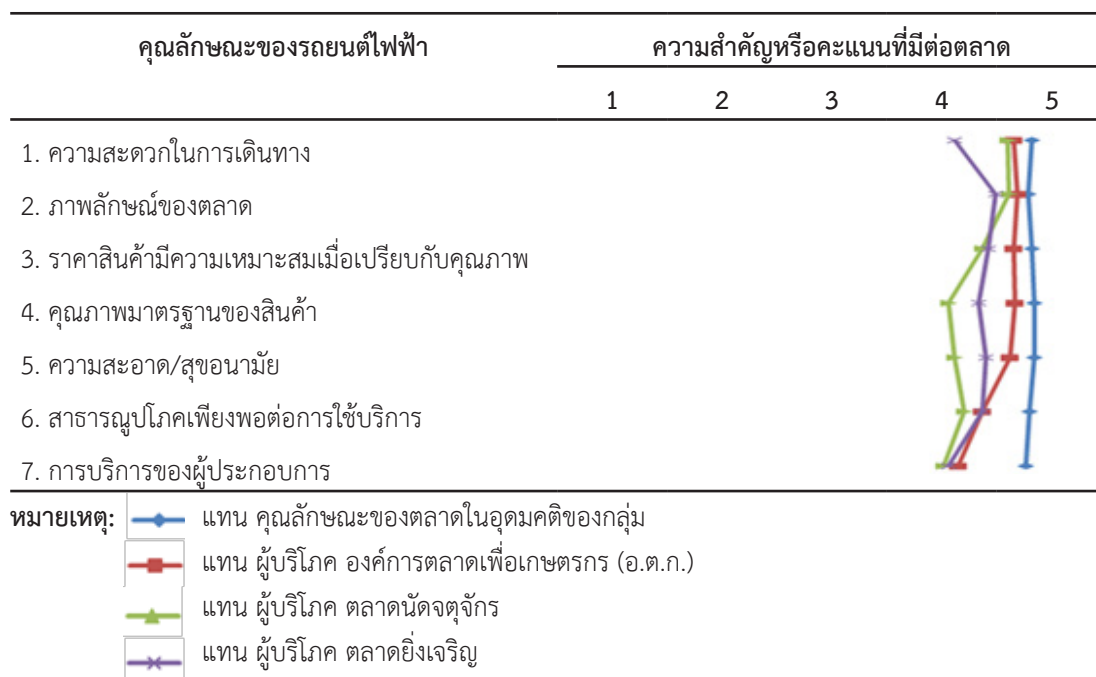 คุณลักษณะของรถยนต์ไฟฟ้า ความสำคัญหรือคะแนนที่มีต่อตลาด
1 2 3 4 5
1. ความสะดวกในการเดินทาง
2. ภาพลักษณ์ของตลาด
3. ราคาสินค้ามีความเหมาะสมเมื่อเปรียบกับคุณภาพ
4. คุณภาพมาตรฐานของสินค้า
5. ความสะอาด/สุขอนามัย
6. สาธารณูปโภคเพียงพอต่อการใช้บริการ
7. การบริการของผู้ประกอบการ
หมายเหตุ: แทน คุณลักษณะของตลาดในอุดมคติของกลุ่ม
แทน ผู้บริโภค องค์การตลาดเพื่อเกษตรกร (อ.ต.ก.)
แทน ผู้บริโภค ตลาดนัดจตุจักร
แทน ผู้บริโภค ตลาดยิ่งเจริญ